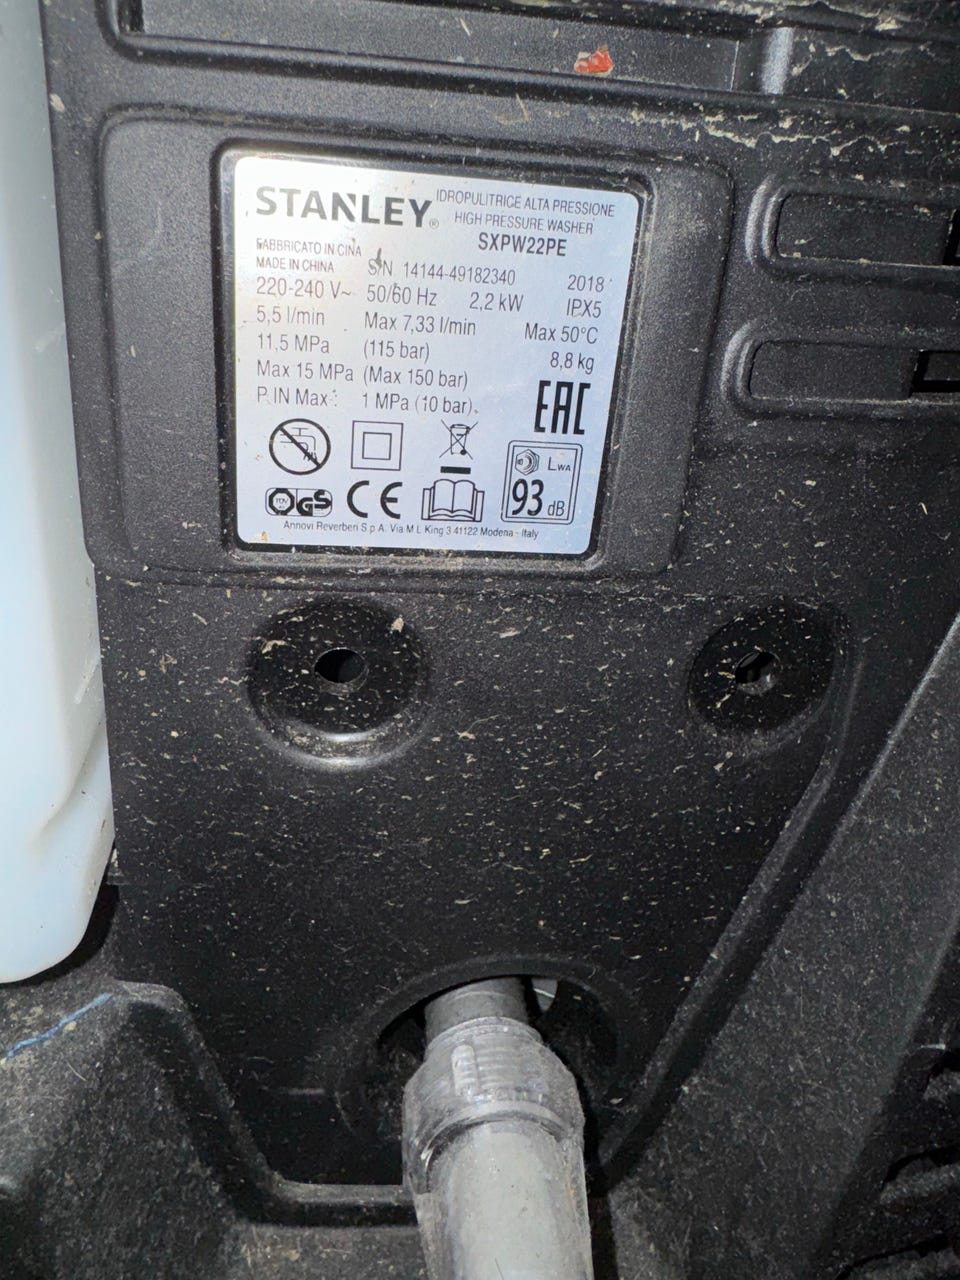 STANLEY®
IDROPULITRICE ALTA PRESSIONE
HIGH PRESSURE WASHER
SXPW22PE
FABBRICATO IN CINA
MADE IN CHINA
S/N 14144-49182340 2018
220-240 V~ 50/60 Hz 2,2 kW IPX5
5,5 l/min Max 7,33 l/min Max 50°C
11,5 MPa (115 bar) 8,8 kg
Max 15 MPa (Max 150 bar)
P. IN Max : 1 MPa (10 bar).
EAC
TÜV GS CE
LWA
93 dB
Annovi Reverberi S.p.A. Via M.L.King 3 41122 Modena - Italy